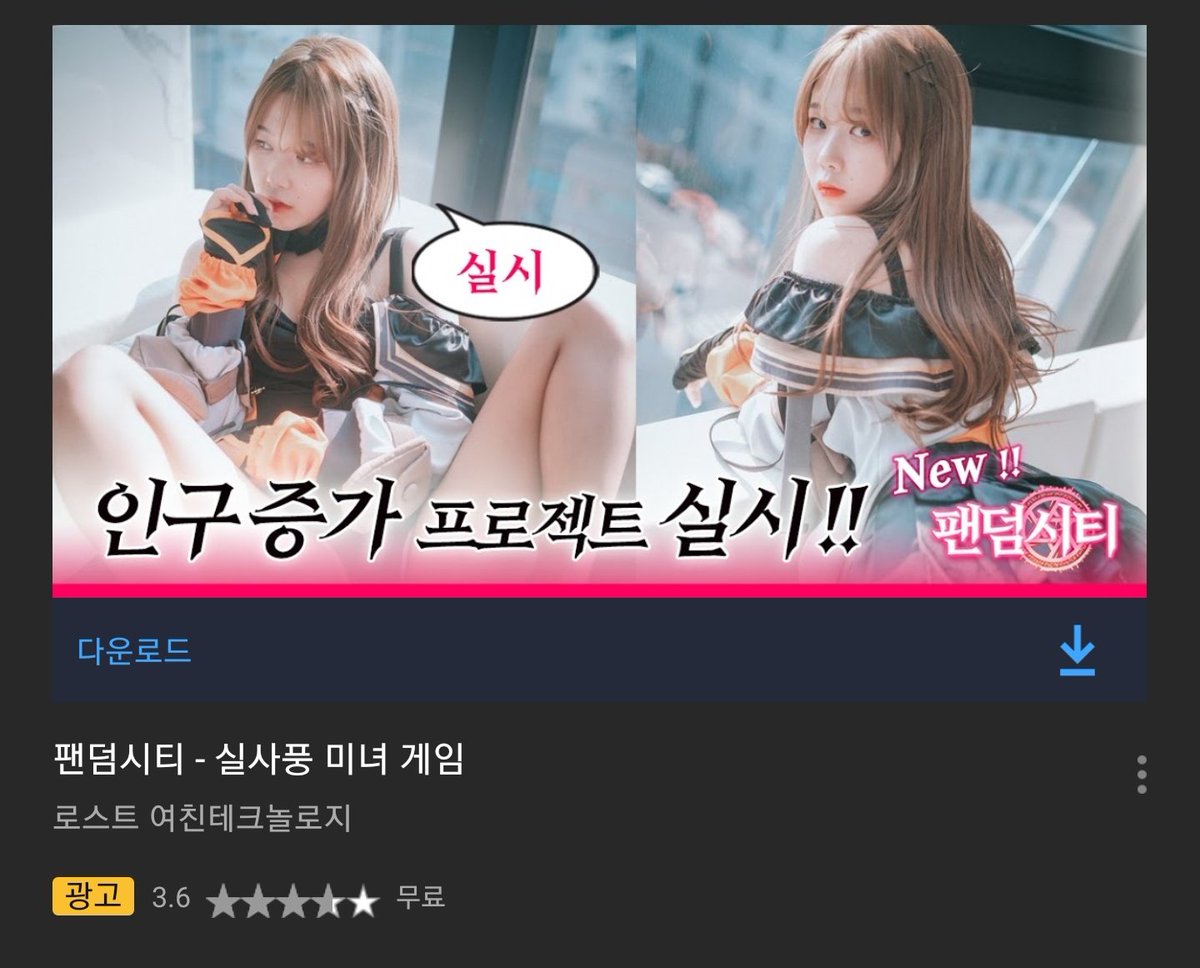 실시
인구증가 프로젝트 실시!!
New !!
팬덤시티
다운로드
팬덤시티 - 실사풍 미녀 게임
로스트 여친테크놀로지
광고 3.6 무료